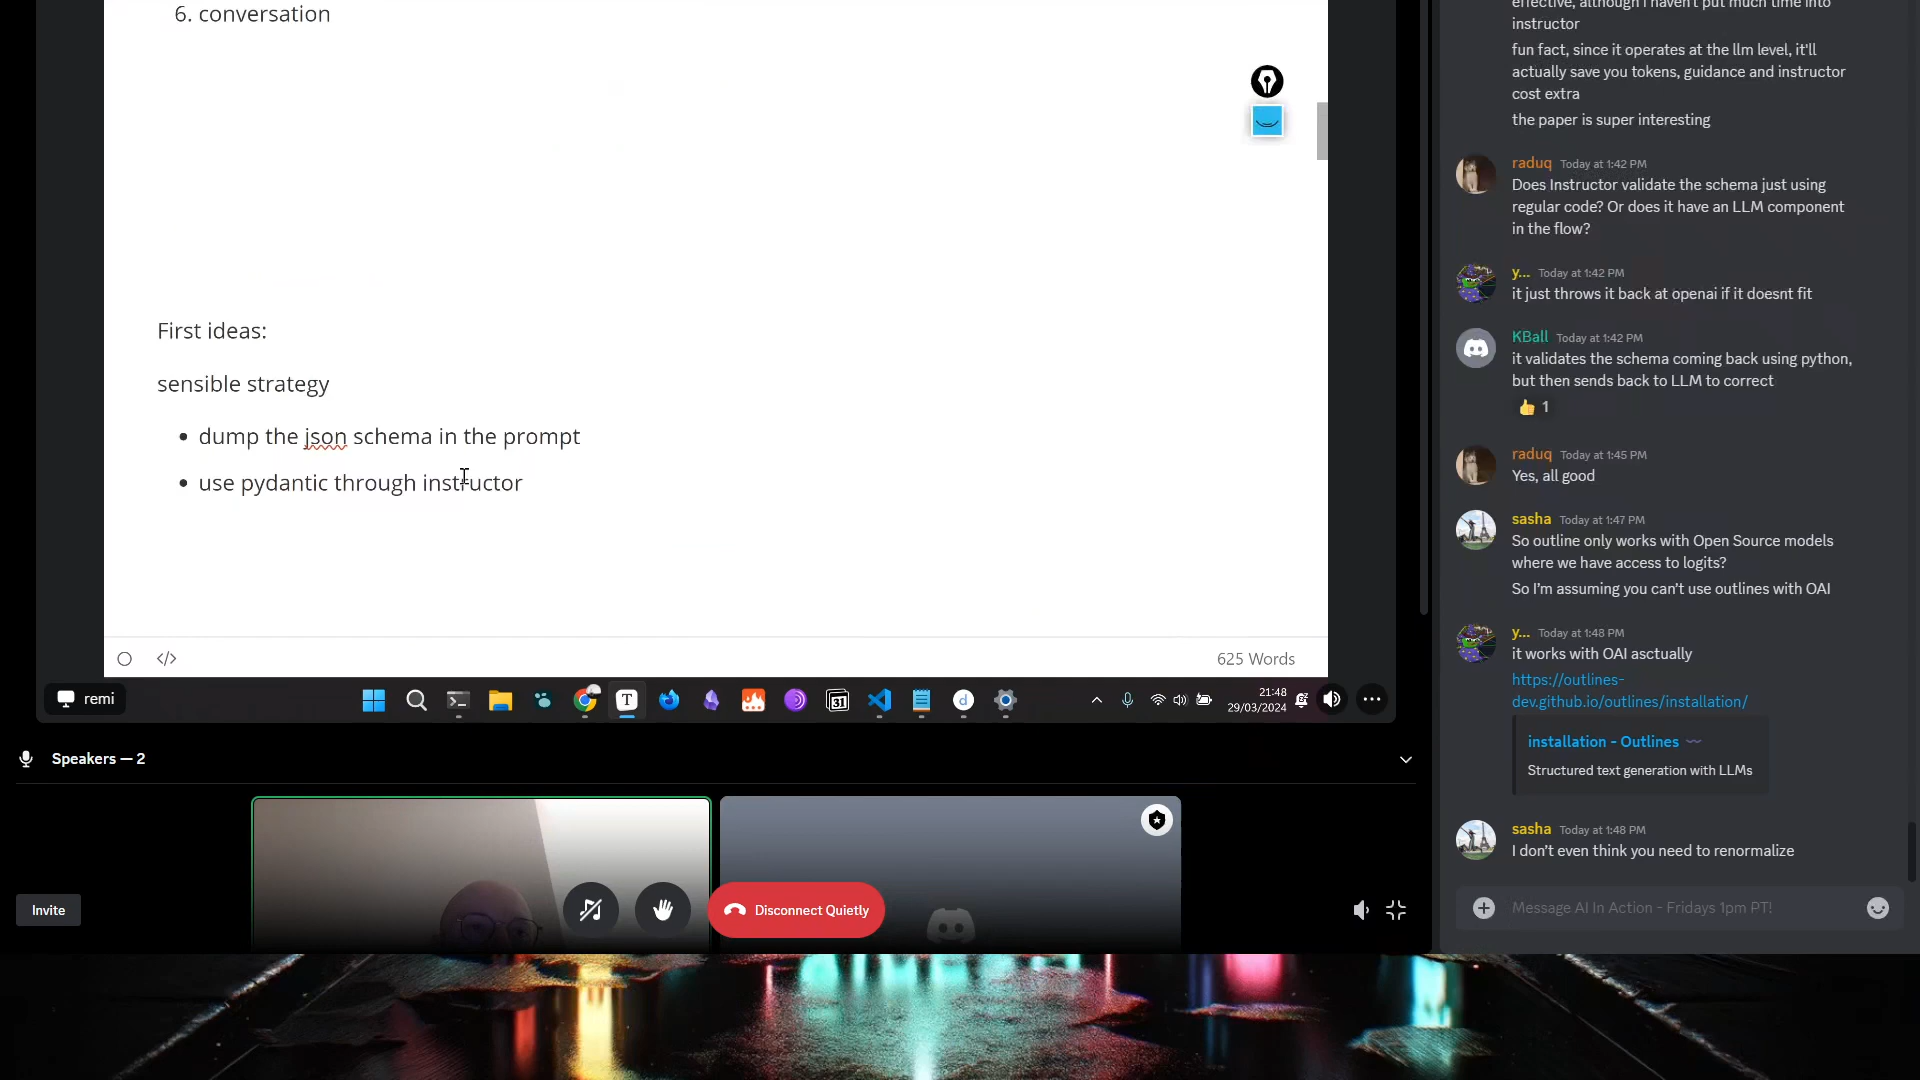 6. conversation
First ideas:
sensible strategy
dump the json schema in the prompt
use pydantic through instructor
625 Words
remi
T
31
d
21:48
29/03/2024
Speakers — 2
Invite
Disconnect Quietly
effective, although I haven't put much time into
instructor
fun fact, since it operates at the llm level, it'll
actually save you tokens, guidance and instructor
cost extra
the paper is super interesting
raduq Today at 1:42 PM
Does Instructor validate the schema just using
regular code? Or does it have an LLM component
in the flow?
y... Today at 1:42 PM
it just throws it back at openai if it doesnt fit
KBall Today at 1:42 PM
it validates the schema coming back using python,
but then sends back to LLM to correct
👍 1
raduq Today at 1:45 PM
Yes, all good
sasha Today at 1:47 PM
So outline only works with Open Source models
where we have access to logits?
So I'm assuming you can't use outlines with OAI
y... Today at 1:48 PM
it works with OAI asctually
https://outlines-
dev.github.io/outlines/installation/
installation - Outlines 〰️
Structured text generation with LLMs
sasha Today at 1:48 PM
I don't even think you need to renormalize
Message AI In Action - Fridays 1pm PT!